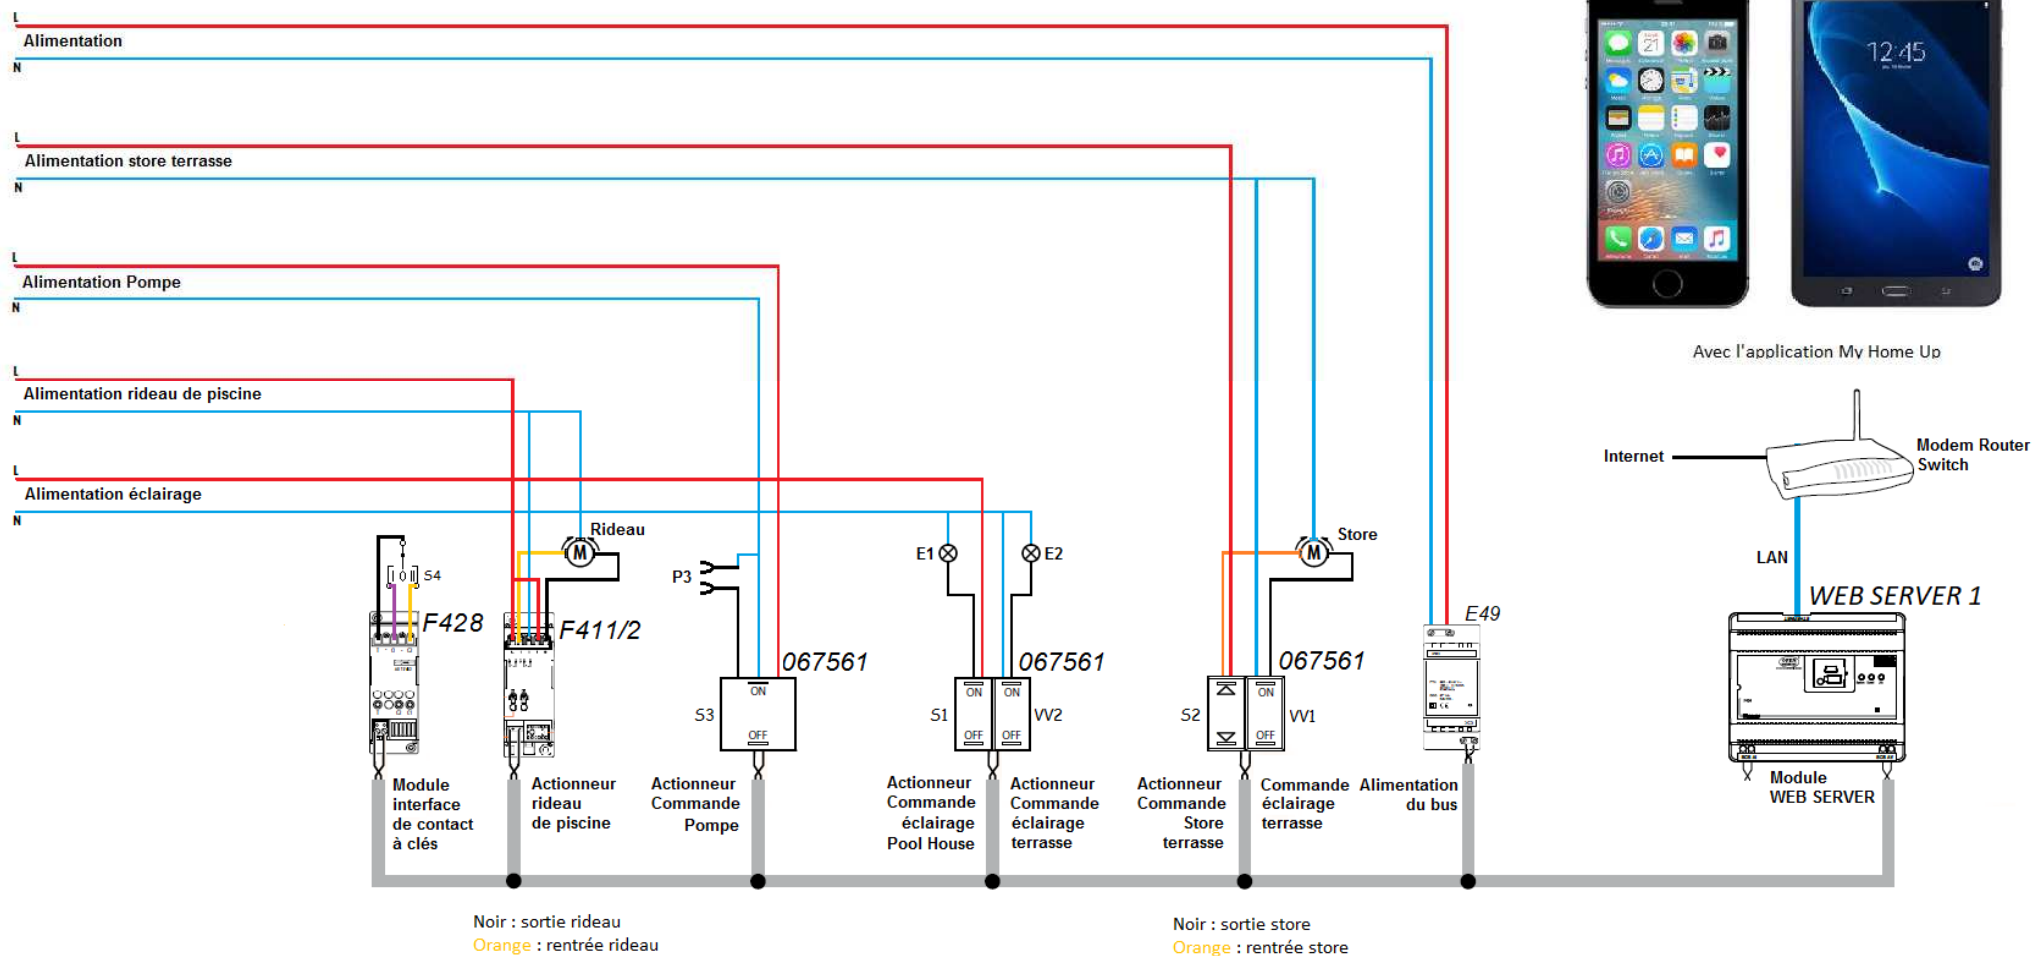 L
Alimentation
N
L
Alimentation store terrasse
N
L
Alimentation Pompe
N
L
Alimentation rideau de piscine
N
L
Alimentation éclairage
N
12:45
Avec l'application My Home Up
Internet
Modem Router
Switch
LAN
WEB SERVER 1
Rideau
M
S4
F428
F411/2
P3
067561
ON
S3
OFF
E1
E2
067561
S1
ON
ON
VV2
OFF
OFF
Store
M
067561
S2
ON
VV1
OFF
E49
Module
interface
de contact
à clés
Actionneur
rideau
de piscine
Actionneur
Commande
Pompe
Actionneur
Commande
éclairage
Pool House
Actionneur
Commande
éclairage
terrasse
Actionneur
Commande
Store
terrasse
Commande
éclairage
terrasse
Alimentation
du bus
Module
WEB SERVER
Noir : sortie rideau
Orange : rentrée rideau
Noir : sortie store
Orange : rentrée store